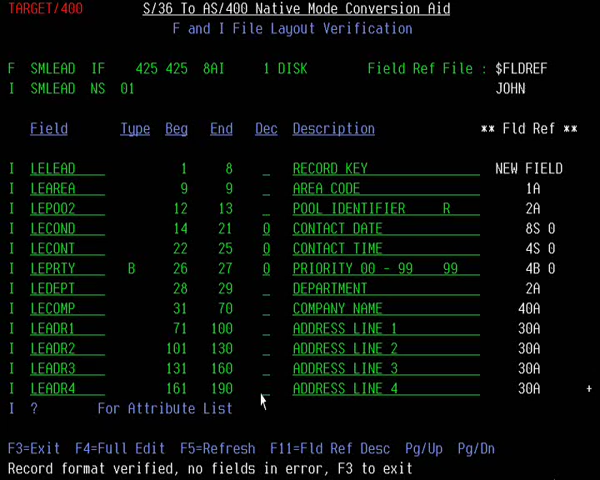 TARGET/400 S/36 To AS/400 Native Mode Conversion Aid
F and I File Layout Verification
F SMLEAD IF 425 425 8AI 1 DISK Field Ref File : $FLDREF
I SMLEAD NS 01 JOHN
Field Type Beg End Dec Description ** Fld Ref **
I LELEAD 1 8 _ RECORD KEY NEW FIELD
I LEAREA 9 9 _ AREA CODE 1A
I LEPOO2 12 13 _ POOL IDENTIFIER R 2A
I LECOND 14 21 0 CONTACT DATE 8S 0
I LECONT 22 25 0 CONTACT TIME 4S 0
I LEPRTY B 26 27 0 PRIORITY 00 - 99 99 4B 0
I LEDEPT 28 29 _ DEPARTMENT 2A
I LECOMP 31 70 _ COMPANY NAME 40A
I LEADR1 71 100 _ ADDRESS LINE 1 30A
I LEADR2 101 130 _ ADDRESS LINE 2 30A
I LEADR3 131 160 _ ADDRESS LINE 3 30A
I LEADR4 161 190 _ ADDRESS LINE 4 30A +
I ? For Attribute List
F3=Exit F4=Full Edit F5=Refresh F11=Fld Ref Desc Pg/Up Pg/Dn
Record format verified, no fields in error, F3 to exit